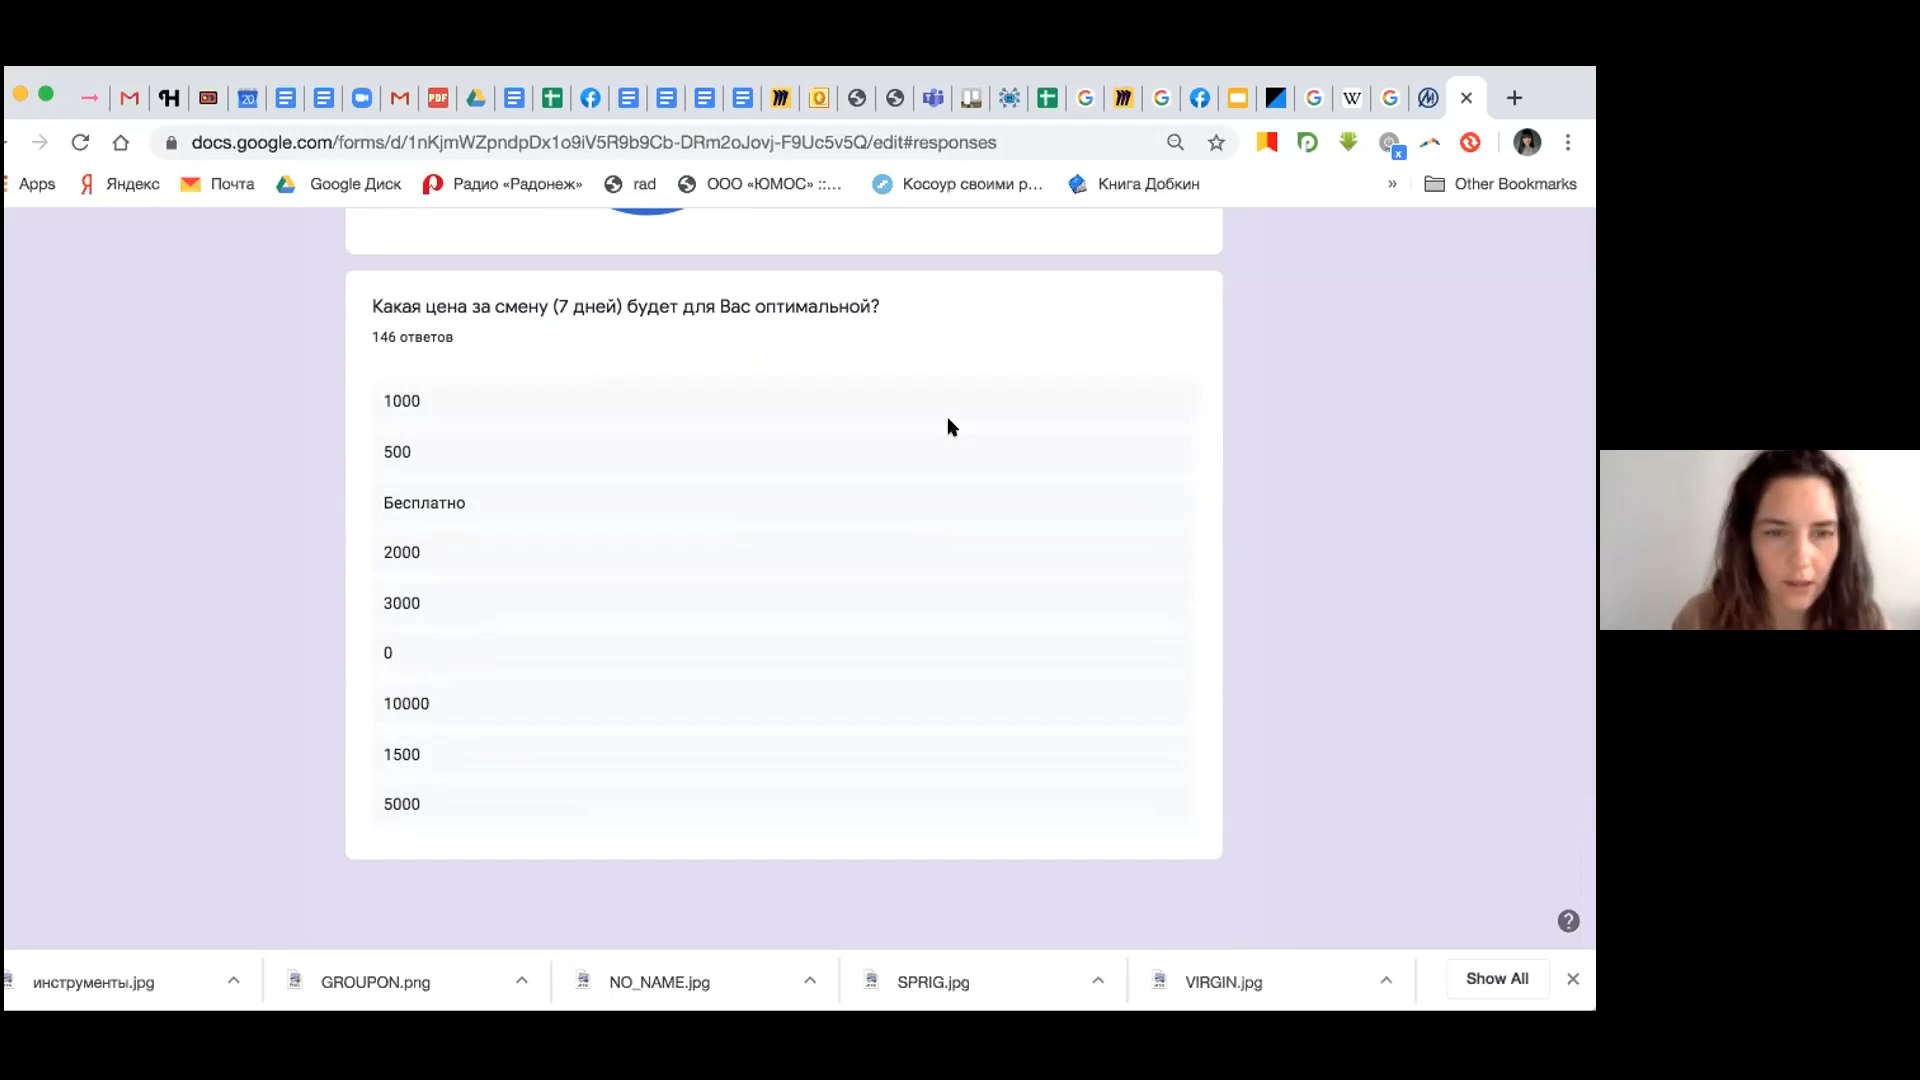 docs.google.com/forms/d/1nKjmWZpndpDx1o9iV5R9b9Cb-DRm2oJovj-F9Uc5v5Q/edit#responses
Apps Яндекс Почта Google Диск Радио «Радонеж» rad ООО «ЮМОС» ::... Косоур своими р... Книга Добкин » Other Bookmarks
Какая цена за смену (7 дней) будет для Вас оптимальной?
146 ответов
1000
500
Бесплатно
2000
3000
0
10000
1500
5000
инструменты.jpg GROUPON.png NO_NAME.jpg SPRIG.jpg VIRGIN.jpg Show All